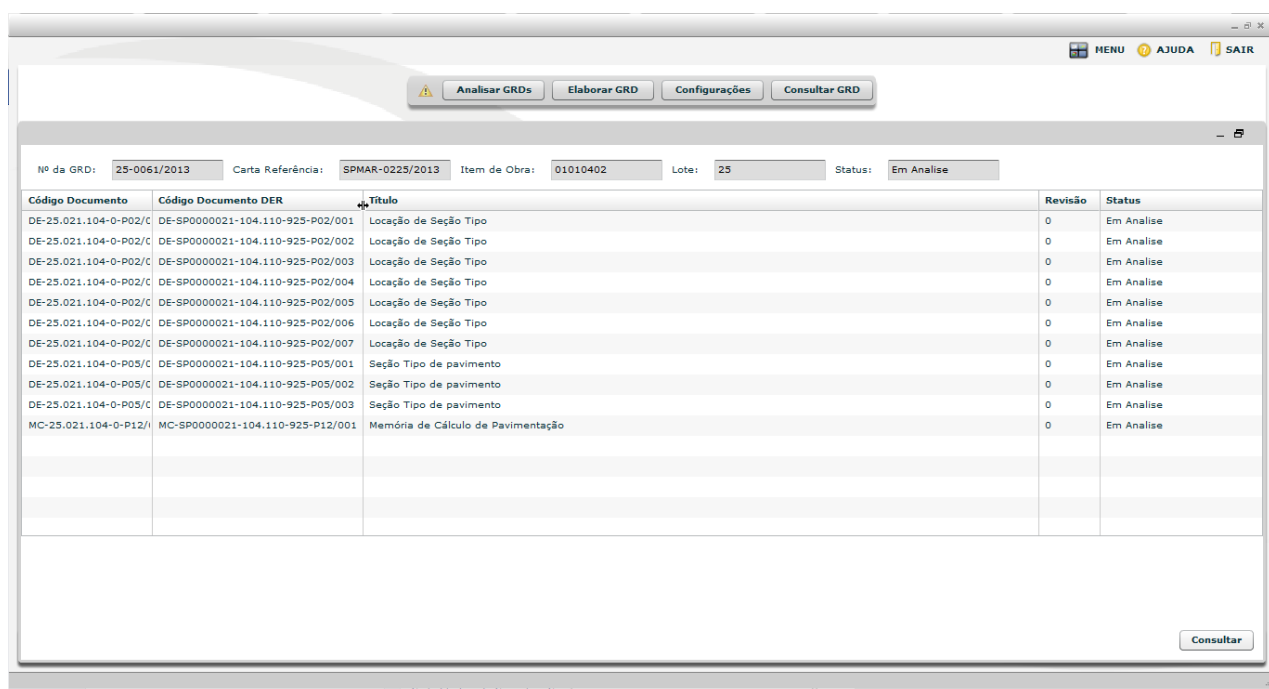 MENU AJUDA SAIR
Analisar GRDs Elaborar GRD Configurações Consultar GRD
Nº da GRD: 25-0061/2013 Carta Referência: SPMAR-0225/2013 Item de Obra: 01010402 Lote: 25 Status: Em Analise
Código Documento Código Documento DER Título Revisão Status
DE-25.021.104-0-P02/0 DE-SP0000021-104.110-925-P02/001 Locação de Seção Tipo 0 Em Analise
DE-25.021.104-0-P02/0 DE-SP0000021-104.110-925-P02/002 Locação de Seção Tipo 0 Em Analise
DE-25.021.104-0-P02/0 DE-SP0000021-104.110-925-P02/003 Locação de Seção Tipo 0 Em Analise
DE-25.021.104-0-P02/0 DE-SP0000021-104.110-925-P02/004 Locação de Seção Tipo 0 Em Analise
DE-25.021.104-0-P02/0 DE-SP0000021-104.110-925-P02/005 Locação de Seção Tipo 0 Em Analise
DE-25.021.104-0-P02/0 DE-SP0000021-104.110-925-P02/006 Locação de Seção Tipo 0 Em Analise
DE-25.021.104-0-P02/0 DE-SP0000021-104.110-925-P02/007 Locação de Seção Tipo 0 Em Analise
DE-25.021.104-0-P05/0 DE-SP0000021-104.110-925-P05/001 Seção Tipo de pavimento 0 Em Analise
DE-25.021.104-0-P05/0 DE-SP0000021-104.110-925-P05/002 Seção Tipo de pavimento 0 Em Analise
DE-25.021.104-0-P05/0 DE-SP0000021-104.110-925-P05/003 Seção Tipo de pavimento 0 Em Analise
MC-25.021.104-0-P12/ MC-SP0000021-104.110-925-P12/001 Memória de Cálculo de Pavimentação 0 Em Analise
Consultar